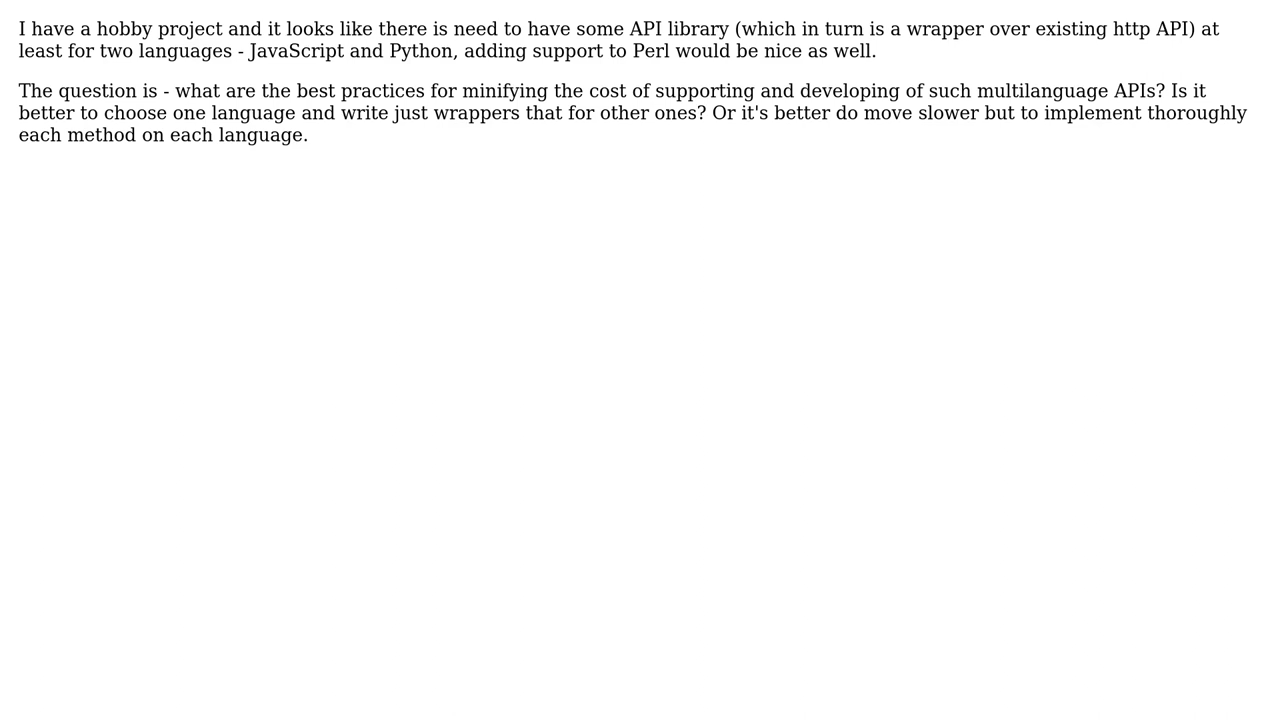 I have a hobby project and it looks like there is need to have some API library (which in turn is a wrapper over existing http API) at
least for two languages - JavaScript and Python, adding support to Perl would be nice as well.
The question is - what are the best practices for minifying the cost of supporting and developing of such multilanguage APIs? Is it
better to choose one language and write just wrappers that for other ones? Or it's better do move slower but to implement thoroughly
each method on each language.